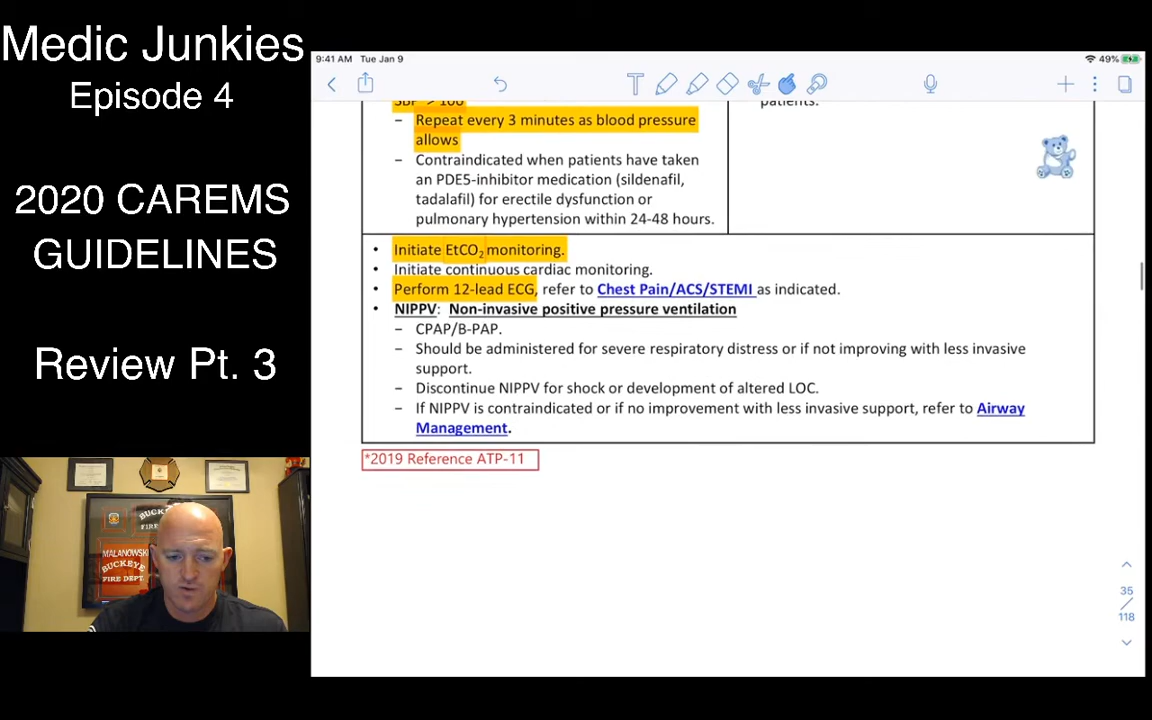 Medic Junkies
Episode 4
2020 CAREMS
GUIDELINES
Review Pt. 3
9:41 AM Tue Jan 9
49%
SBP > 100
– Repeat every 3 minutes as blood pressure
allows
– Contraindicated when patients have taken
an PDE5-inhibitor medication (sildenafil,
tadalafil) for erectile dysfunction or
pulmonary hypertension within 24-48 hours.
patients.
• Initiate EtCO2 monitoring.
• Initiate continuous cardiac monitoring.
• Perform 12-lead ECG, refer to Chest Pain/ACS/STEMI as indicated.
• NIPPV: Non-invasive positive pressure ventilation
– CPAP/B-PAP.
– Should be administered for severe respiratory distress or if not improving with less invasive
support.
– Discontinue NIPPV for shock or development of altered LOC.
– If NIPPV is contraindicated or if no improvement with less invasive support, refer to Airway
Management.
*2019 Reference ATP-11
35
118
BUCKEYE
FIRE DEPT.
MALANOWSKI